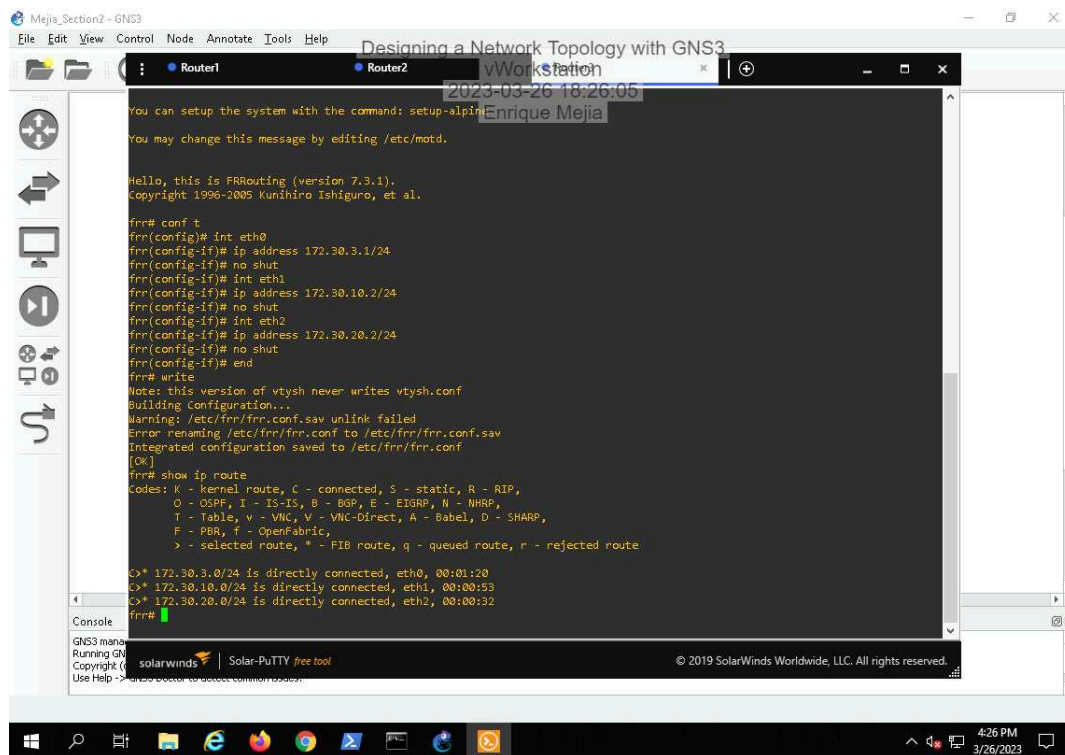 Mejia_Section2 - GNS3
File Edit View Control Node Annotate Tools Help
Designing a Network Topology with GNS3
vWorkstation
2023-03-26 18:26:05
Enrique Mejia
Router1
Router2
You can setup the system with the command: setup-alpine
You may change this message by editing /etc/motd.
Hello, this is FRRouting (version 7.3.1).
Copyright 1996-2005 Kunihiro Ishiguro, et al.
frr# conf t
frr(config)# int eth0
frr(config-if)# ip address 172.30.3.1/24
frr(config-if)# no shut
frr(config-if)# int eth1
frr(config-if)# ip address 172.30.10.2/24
frr(config-if)# no shut
frr(config-if)# int eth2
frr(config-if)# ip address 172.30.20.2/24
frr(config-if)# no shut
frr(config-if)# end
frr# write
Note: this version of vtysh never writes vtysh.conf
Building Configuration...
Warning: /etc/frr/frr.conf.sav unlink failed
Error renaming /etc/frr/frr.conf to /etc/frr/frr.conf.sav
Integrated configuration saved to /etc/frr/frr.conf
[OK]
frr# show ip route
Codes: K - kernel route, C - connected, S - static, R - RIP,
O - OSPF, I - IS-IS, B - BGP, E - EIGRP, N - NHRP,
T - Table, v - VNC, V - VNC-Direct, A - Babel, D - SHARP,
F - PBR, f - OpenFabric,
> - selected route, * - FIB route, q - queued route, r - rejected route
C>* 172.30.3.0/24 is directly connected, eth0, 00:01:20
C>* 172.30.10.0/24 is directly connected, eth1, 00:00:53
C>* 172.30.20.0/24 is directly connected, eth2, 00:00:32
frr#
Console
GNS3 mana
Running GN
Copyright (c
Use Help ->
solarwinds Solar-PuTTY free tool
© 2019 SolarWinds Worldwide, LLC. All rights reserved.
4:26 PM
3/26/2023